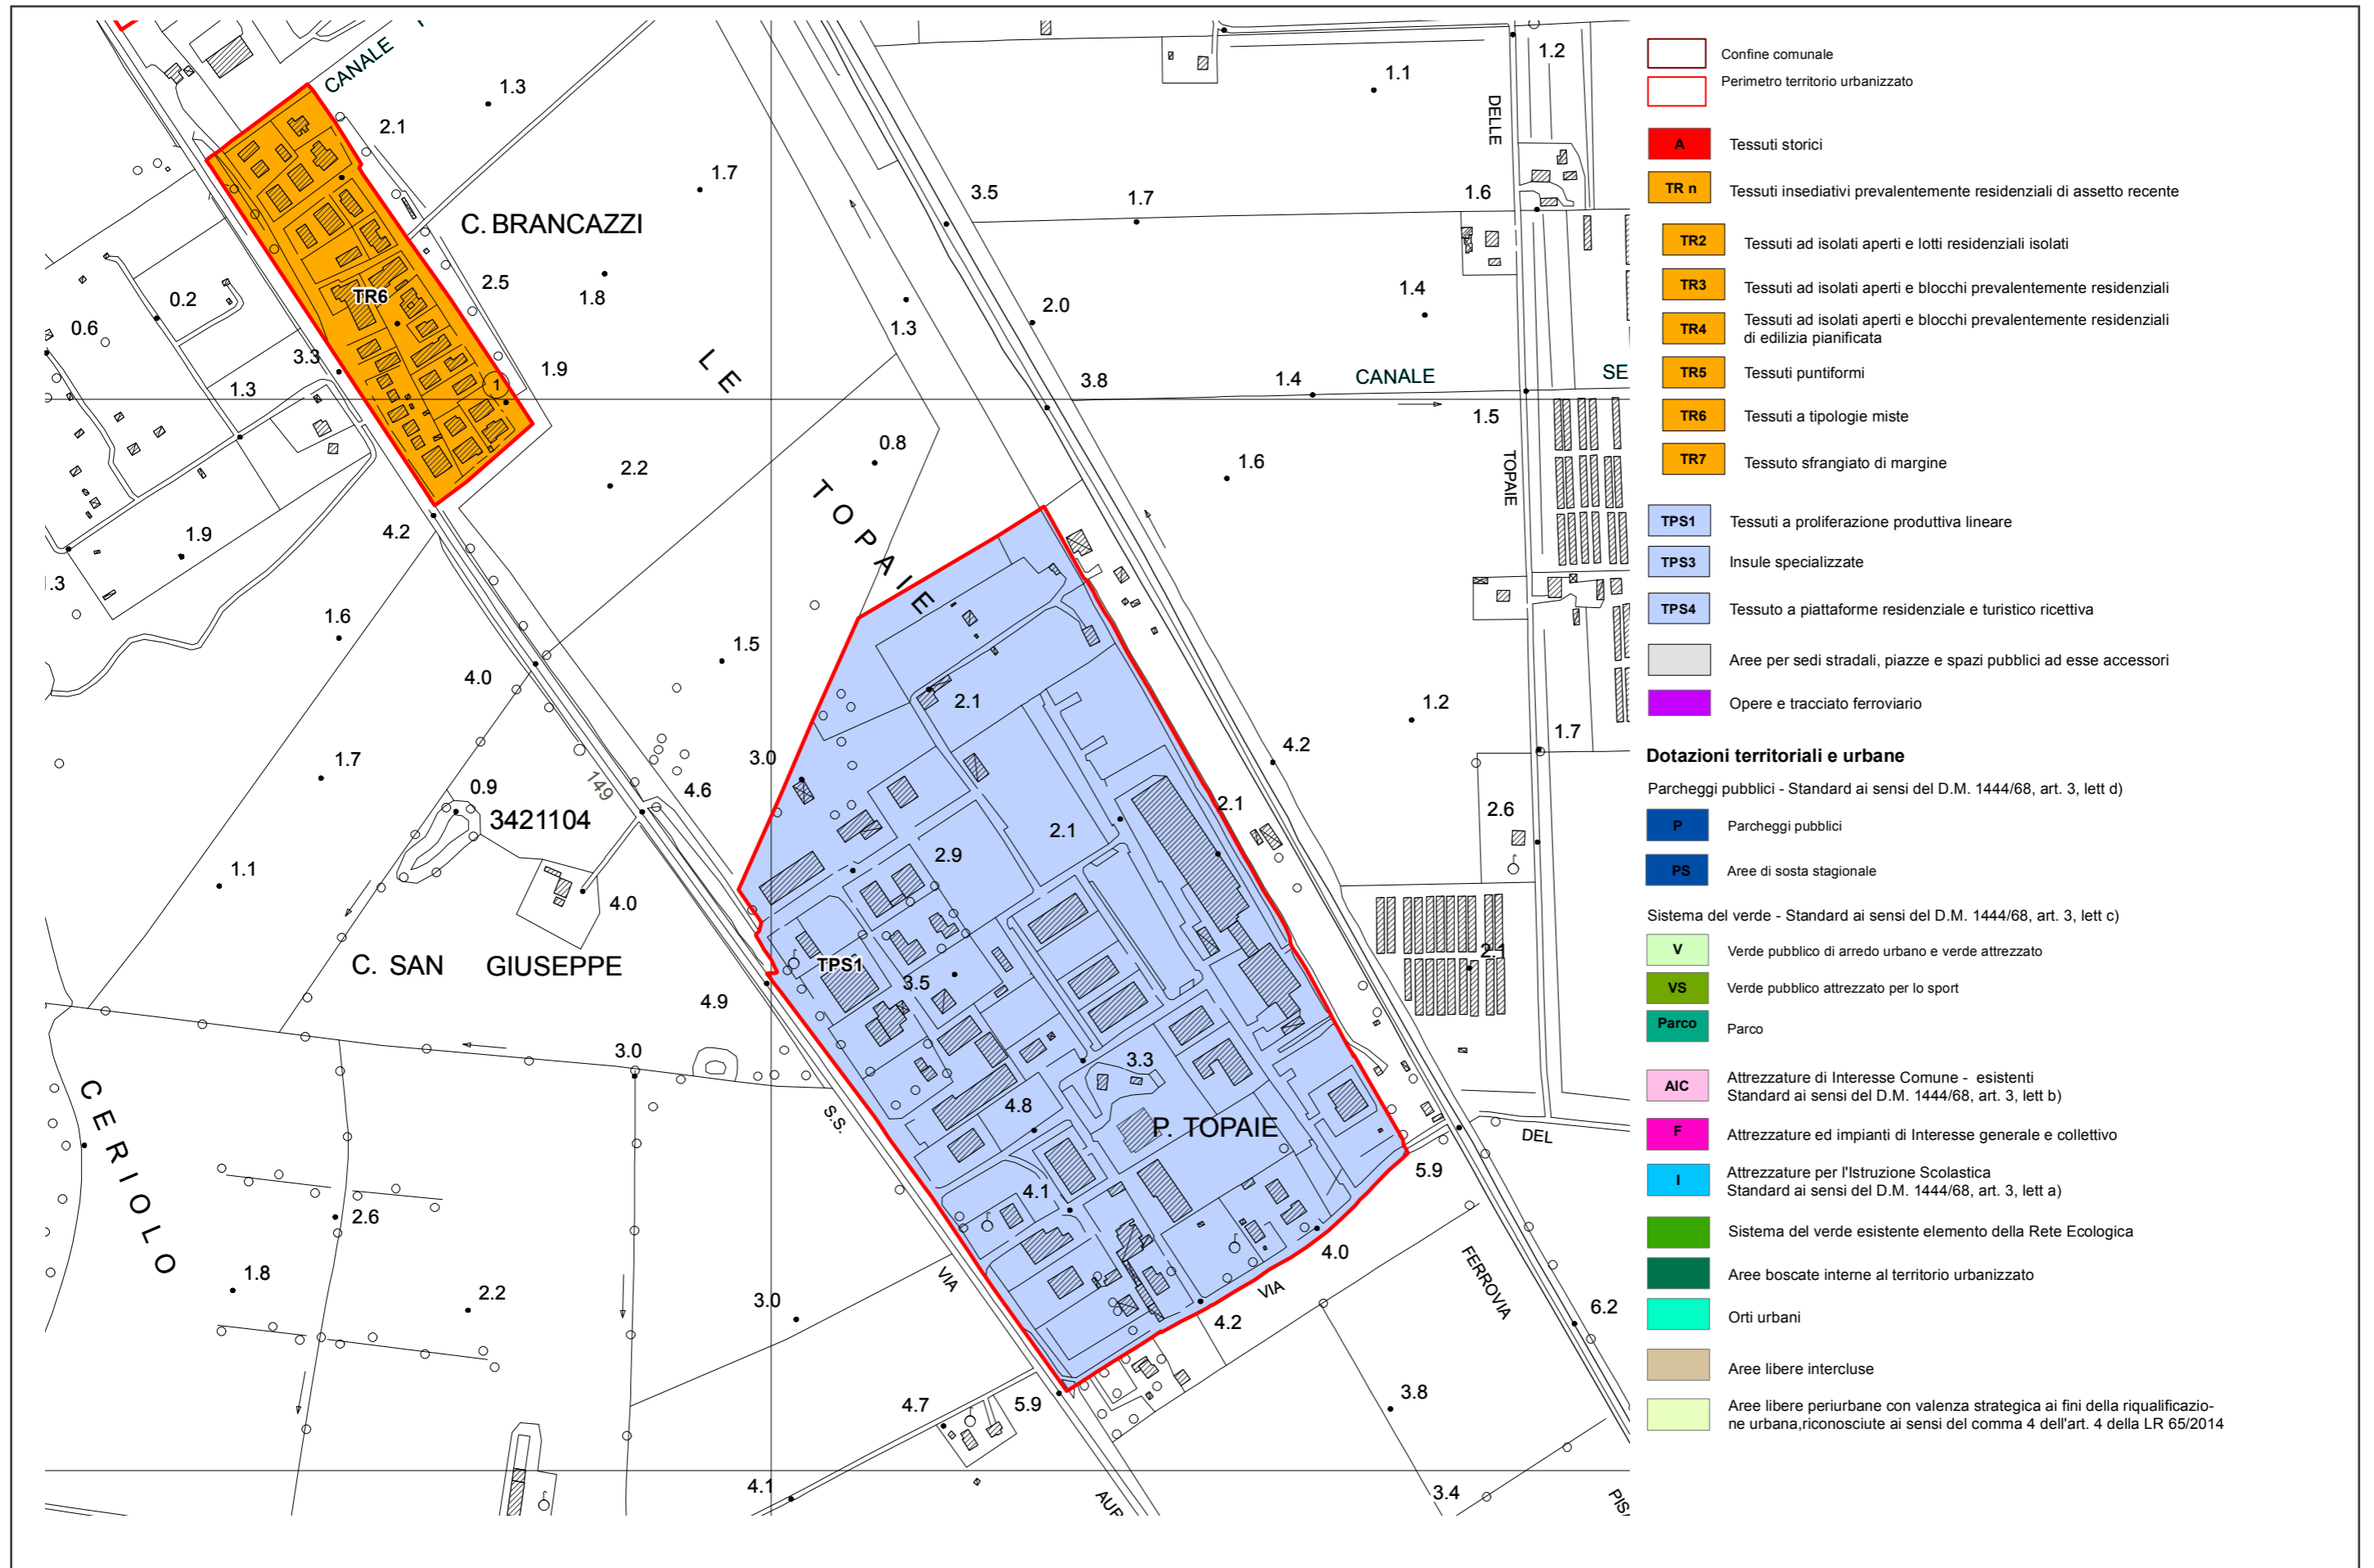 CANALE
1.3
2.1
C. BRANCAZZI
1.7
2.5
1.8
TR6
0.2
0.6
3.3
1.3
1.9
1
4.2
2.2
1.9
1.3
LE TOPAIE
0.8
3.5
2.0
1.7
1.1
1.2
DELLE
1.6
1.4
3.8
1.4
CANALE
SE
1.5
TOPAIE
1.6
.3
1.6
4.0
1.5
1.7
0.9
149
3421104
4.6
3.0
1.1
4.0
C. SAN GIUSEPPE
4.9
2.1
2.9
2.1
2.1
4.2
1.2
1.7
2.6
2.1
TPS1
3.5
3.3
4.8
P. TOPAIE
4.1
CERIOLO
3.0
S.S.
2.6
1.8
2.2
3.0
VIA
4.0
4.2
VIA
5.9
DEL
FERROVIA
6.2
4.7
5.9
3.8
4.1
AUR
3.4
PIS
Confine comunale
Perimetro territorio urbanizzato
A Tessuti storici
TR n Tessuti insediativi prevalentemente residenziali di assetto recente
TR2 Tessuti ad isolati aperti e lotti residenziali isolati
TR3 Tessuti ad isolati aperti e blocchi prevalentemente residenziali
TR4 Tessuti ad isolati aperti e blocchi prevalentemente residenziali
di edilizia pianificata
TR5 Tessuti puntiformi
TR6 Tessuti a tipologie miste
TR7 Tessuto sfrangiato di margine
TPS1 Tessuti a proliferazione produttiva lineare
TPS3 Insule specializzate
TPS4 Tessuto a piattaforme residenziale e turistico ricettiva
Aree per sedi stradali, piazze e spazi pubblici ad esse accessori
Opere e tracciato ferroviario
Dotazioni territoriali e urbane
Parcheggi pubblici - Standard ai sensi del D.M. 1444/68, art. 3, lett d)
P Parcheggi pubblici
PS Aree di sosta stagionale
Sistema del verde - Standard ai sensi del D.M. 1444/68, art. 3, lett c)
V Verde pubblico di arredo urbano e verde attrezzato
VS Verde pubblico attrezzato per lo sport
Parco Parco
AIC Attrezzature di Interesse Comune - esistenti
Standard ai sensi del D.M. 1444/68, art. 3, lett b)
F Attrezzature ed impianti di Interesse generale e collettivo
I Attrezzature per l'Istruzione Scolastica
Standard ai sensi del D.M. 1444/68, art. 3, lett a)
Sistema del verde esistente elemento della Rete Ecologica
Aree boscate interne al territorio urbanizzato
Orti urbani
Aree libere intercluse
Aree libere periurbane con valenza strategica ai fini della riqualificazio-
ne urbana,riconosciute ai sensi del comma 4 dell'art. 4 della LR 65/2014